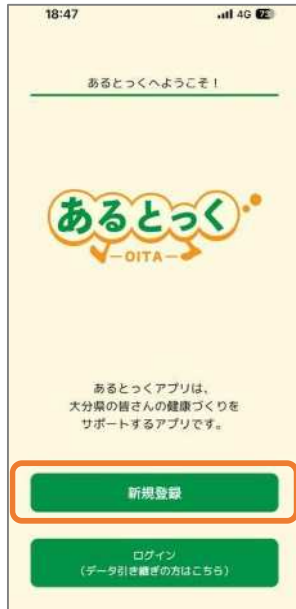 18:47
4G 73
あるとっくへようこそ！
あるとっく
OITA
あるとっくアプリは、
大分県の皆さんの健康づくりを
サポートするアプリです。
新規登録
ログイン
（データ引き継ぎの方はこちら）